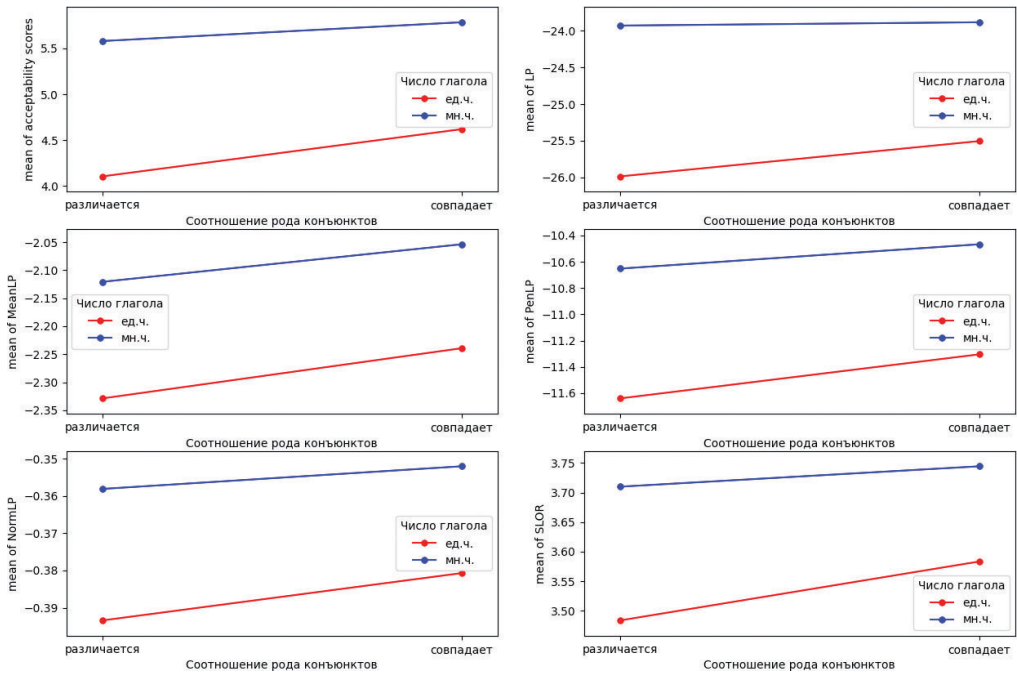 mean of acceptability scores
5.5
5.0
4.5
4.0
Число глагола
ед.ч.
мн.ч.
различается
совпадает
Соотношение рода конъюнктов
mean of LP
−24.0
−24.5
−25.0
−25.5
−26.0
Число глагола
ед.ч.
мн.ч.
различается
совпадает
Соотношение рода конъюнктов
mean of MeanLP
−2.05
−2.10
−2.15
−2.20
−2.25
−2.30
−2.35
Число глагола
ед.ч.
мн.ч.
различается
совпадает
Соотношение рода конъюнктов
mean of PenLP
−10.4
−10.6
−10.8
−11.0
−11.2
−11.4
−11.6
Число глагола
ед.ч.
мн.ч.
различается
совпадает
Соотношение рода конъюнктов
mean of NormLP
−0.35
−0.36
−0.37
−0.38
−0.39
Число глагола
ед.ч.
мн.ч.
различается
совпадает
Соотношение рода конъюнктов
mean of SLOR
3.75
3.70
3.65
3.60
3.55
3.50
Число глагола
ед.ч.
мн.ч.
различается
совпадает
Соотношение рода конъюнктов